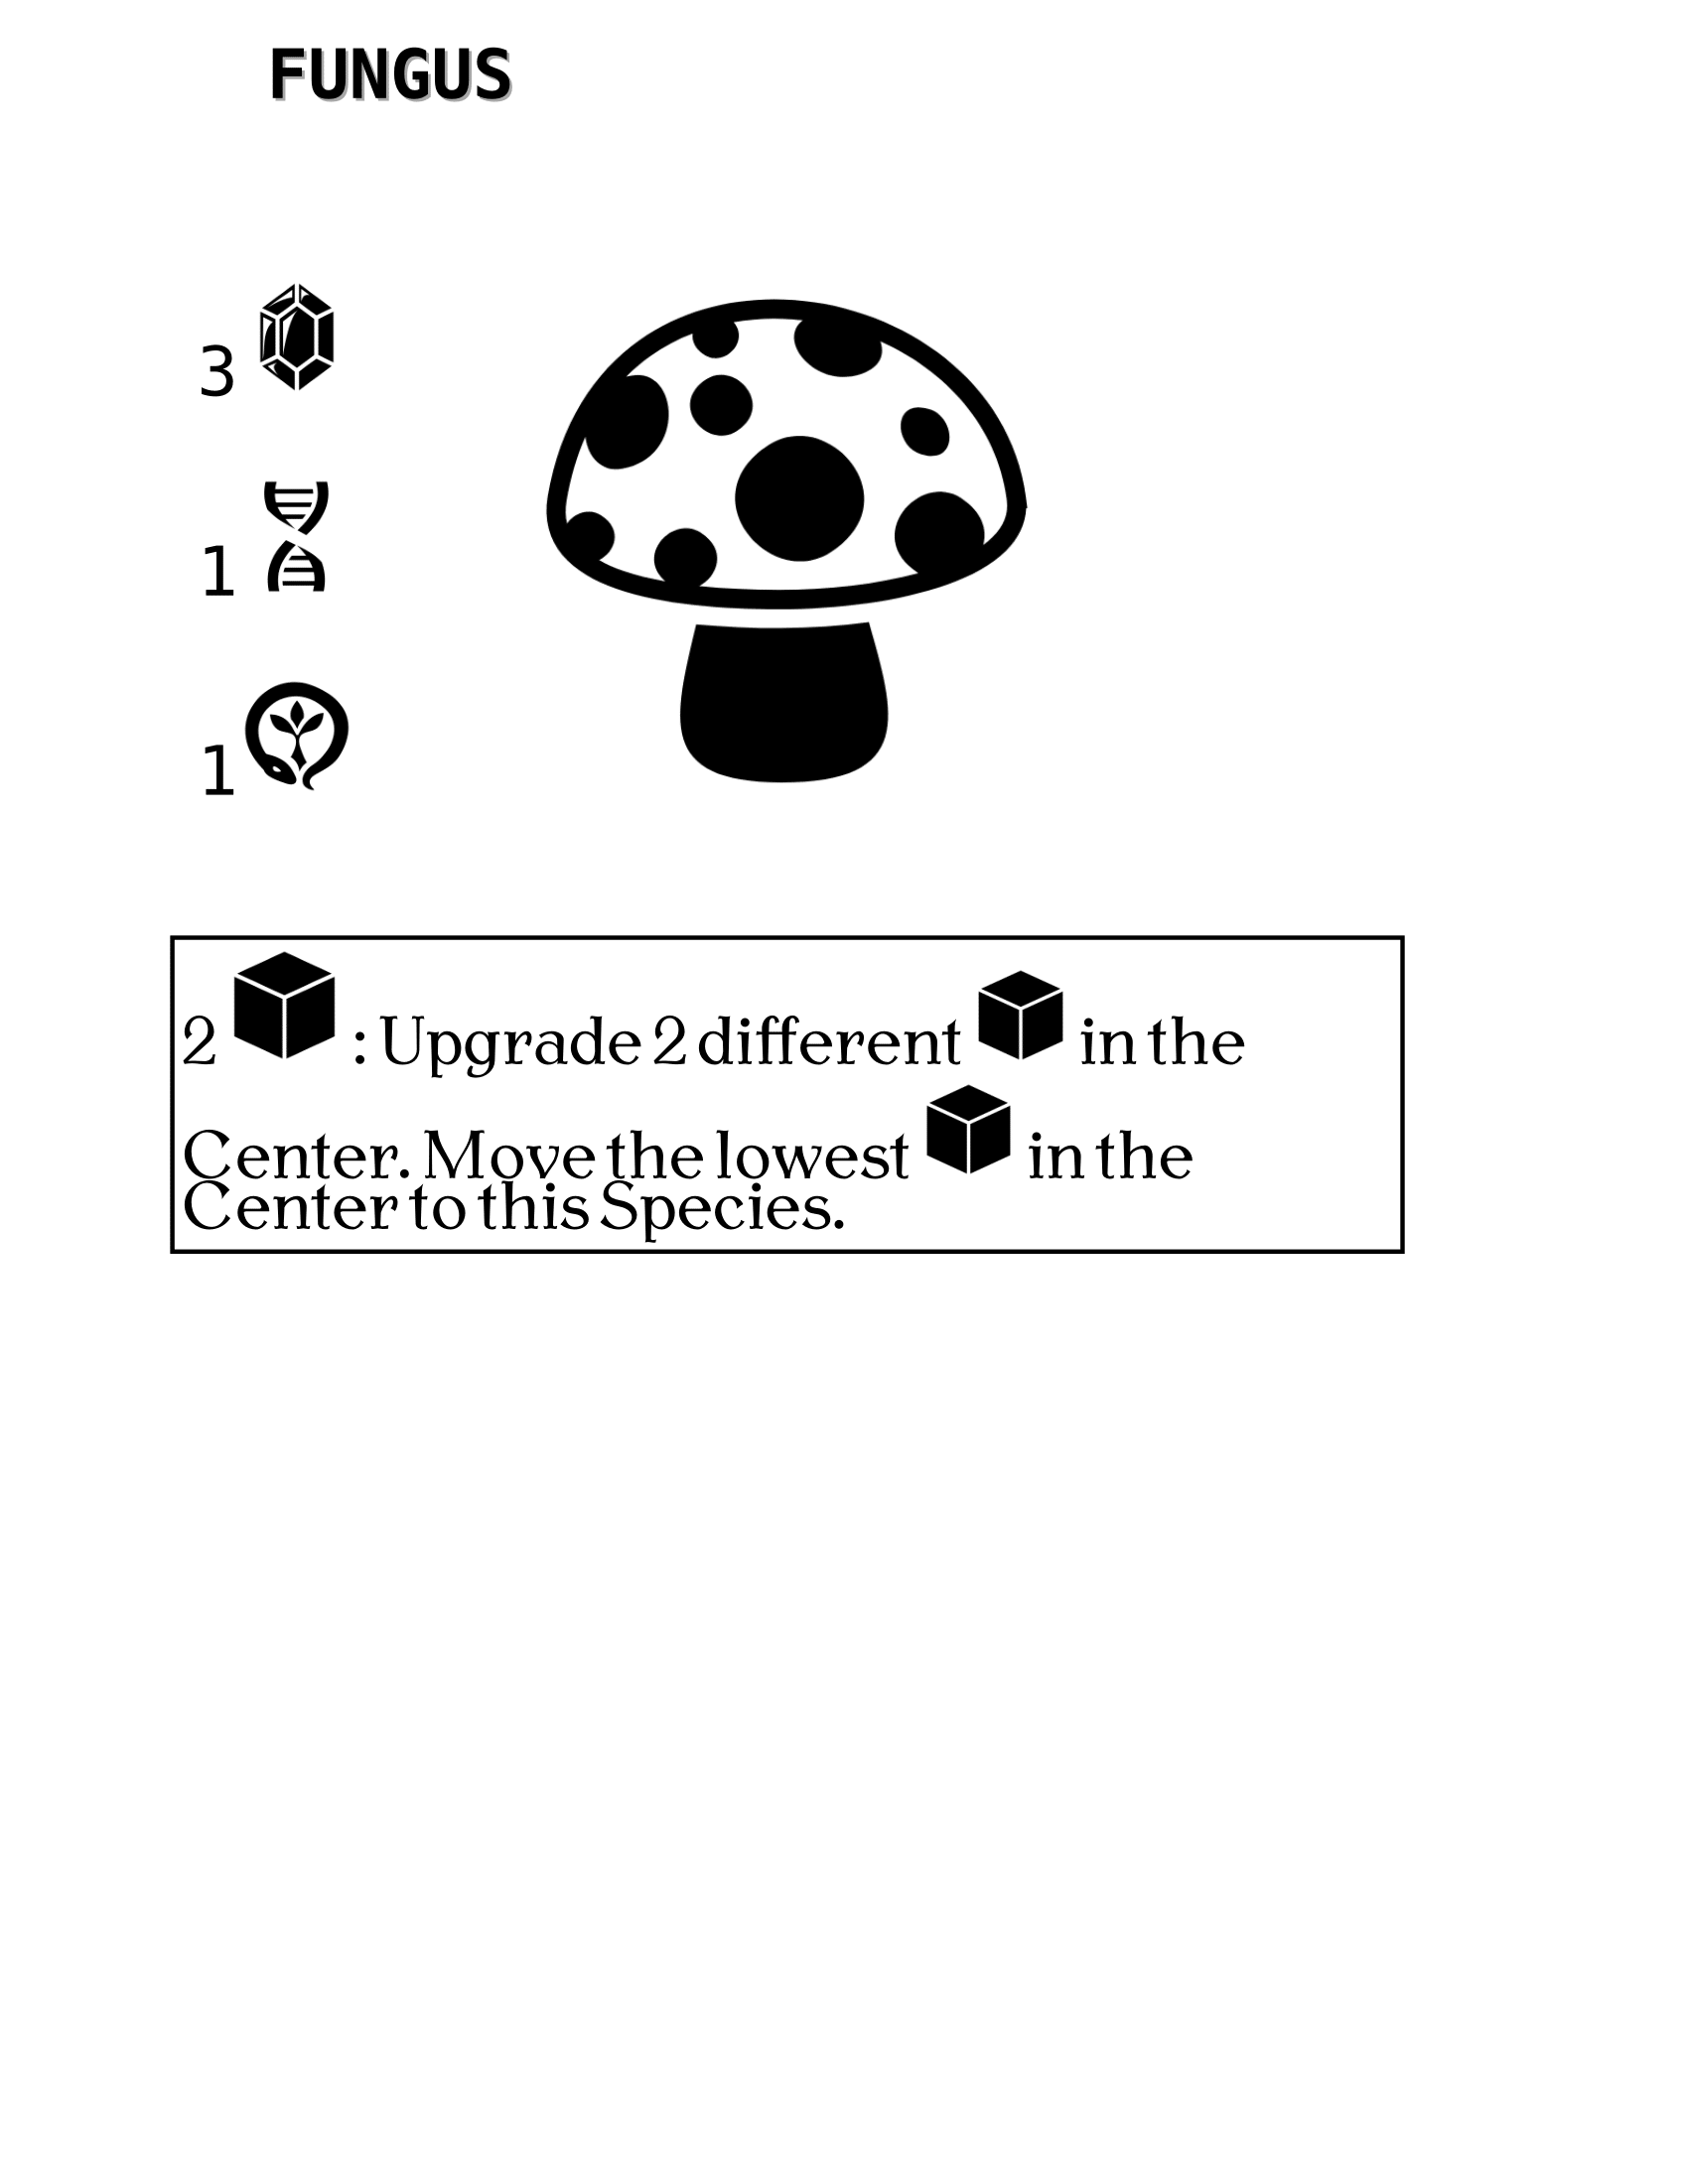 FUNGUS
3
1
1
2 : Upgrade 2 different in the
Center. Move the lowest in the
Center to this Species.